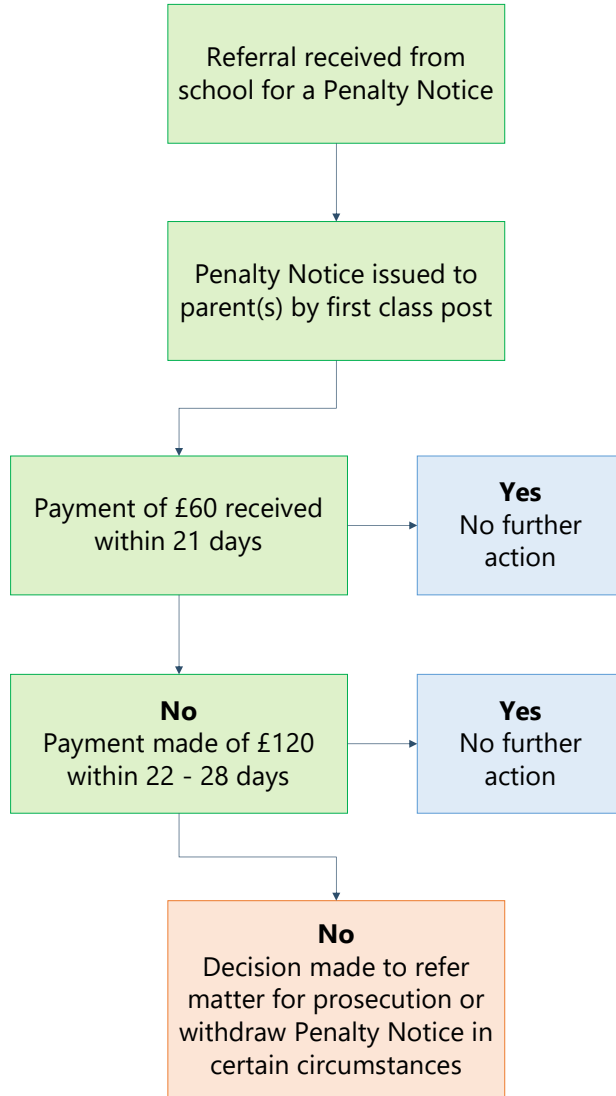 Referral received from
school for a Penalty Notice
Penalty Notice issued to
parent(s) by first class post
Payment of £60 received
within 21 days
Yes
No further
action
No
Payment made of £120
within 22 - 28 days
Yes
No further
action
No
Decision made to refer
matter for prosecution or
withdraw Penalty Notice in
certain circumstances